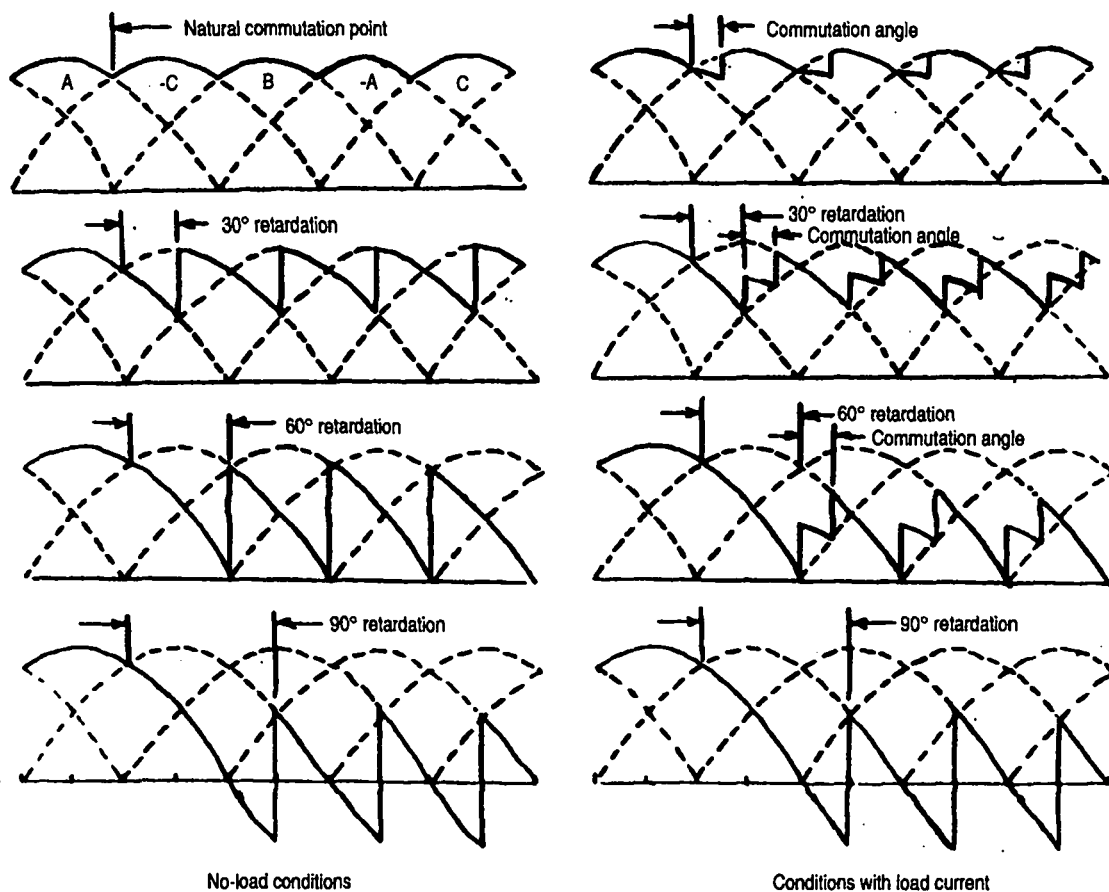 Natural commutation point
Commutation angle
A
-C
B
-A
C
30° retardation
30° retardation
Commutation angle
60° retardation
60° retardation
Commutation angle
90° retardation
90° retardation
No-load conditions
Conditions with load current